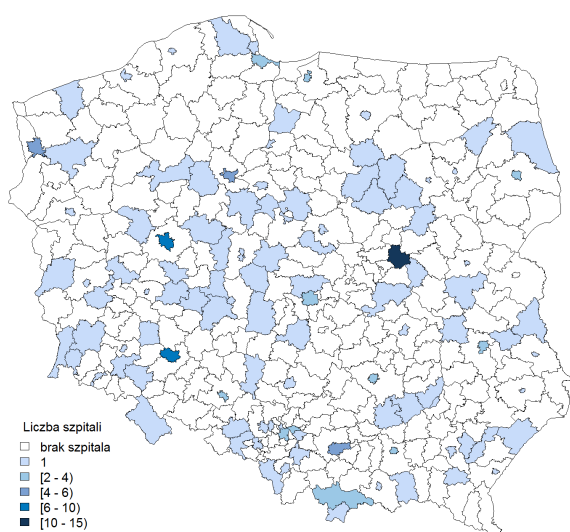 Liczba szpitali
brak szpitala
1
[2 - 4)
[4 - 6)
[6 - 10)
[10 - 15)